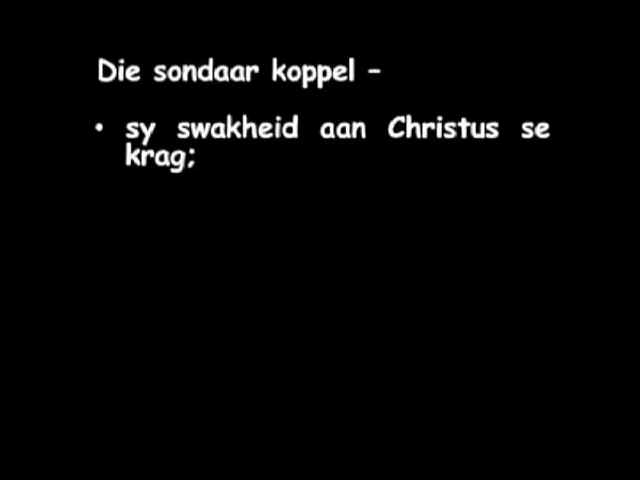 Die sondaar koppel –
• sy swakheid aan Christus se
krag;